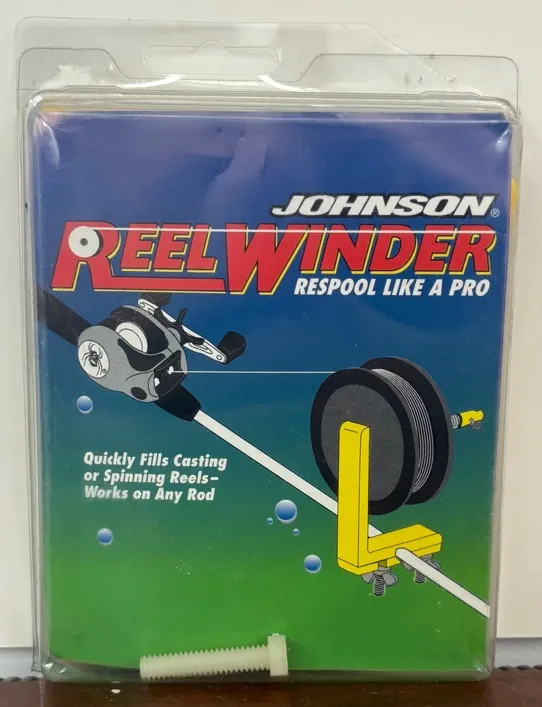 JOHNSON®
REELWINDER
RESPOOL LIKE A PRO
Quickly Fills Casting
or Spinning Reels–
Works on Any Rod